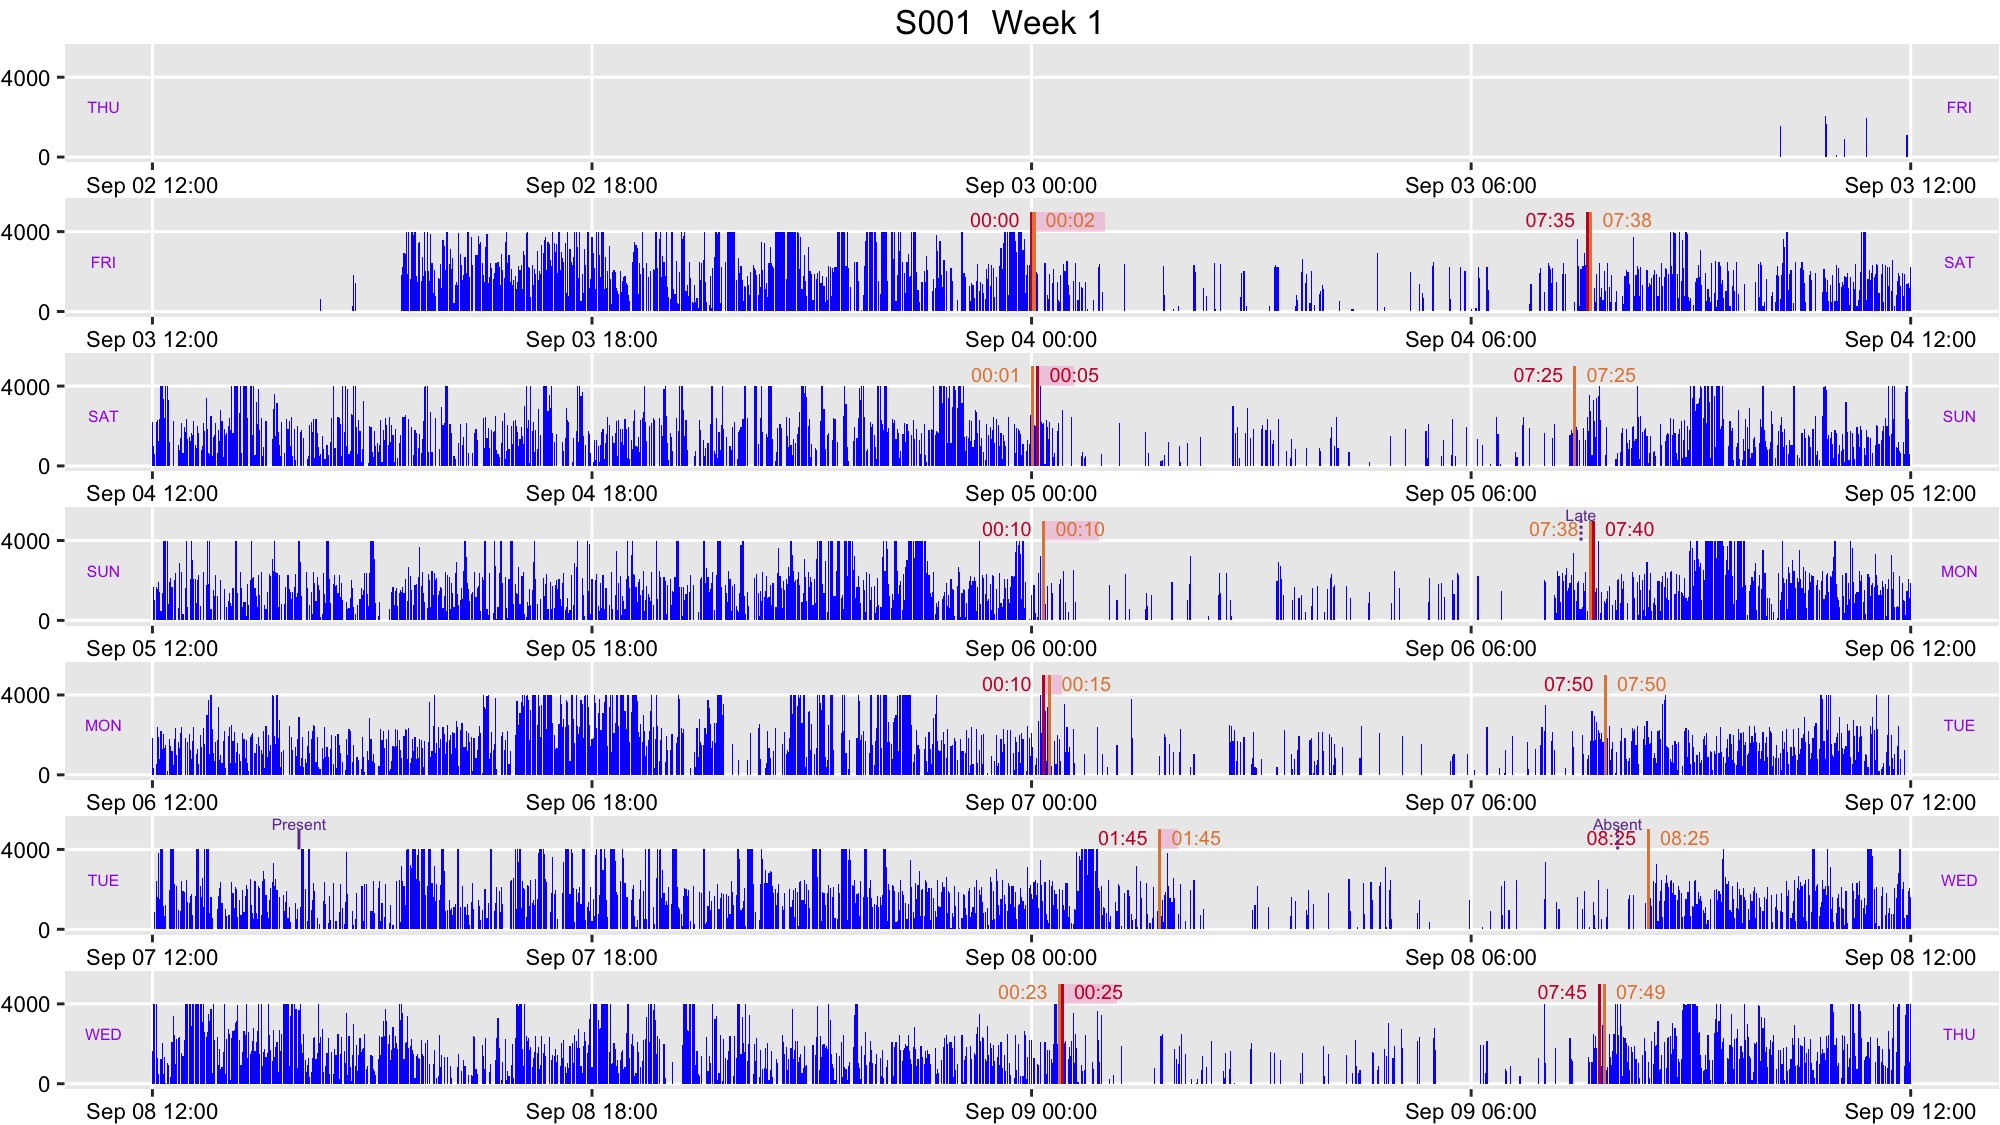 S001  Week 1
4000
THU
FRI
0
Sep 02 12:00
Sep 02 18:00
Sep 03 00:00
Sep 03 06:00
Sep 03 12:00
00:00
00:02
07:35
07:38
4000
FRI
SAT
0
Sep 03 12:00
Sep 03 18:00
Sep 04 00:00
Sep 04 06:00
Sep 04 12:00
00:01
00:05
07:25
07:25
4000
SAT
SUN
0
Sep 04 12:00
Sep 04 18:00
Sep 05 00:00
Sep 05 06:00
Sep 05 12:00
Late
00:10
00:10
07:38
07:40
4000
SUN
MON
0
Sep 05 12:00
Sep 05 18:00
Sep 06 00:00
Sep 06 06:00
Sep 06 12:00
00:10
00:15
07:50
07:50
4000
MON
TUE
0
Sep 06 12:00
Sep 06 18:00
Sep 07 00:00
Sep 07 06:00
Sep 07 12:00
Present
Absent
01:45
01:45
08:25
08:25
4000
TUE
WED
0
Sep 07 12:00
Sep 07 18:00
Sep 08 00:00
Sep 08 06:00
Sep 08 12:00
00:23
00:25
07:45
07:49
4000
WED
THU
0
Sep 08 12:00
Sep 08 18:00
Sep 09 00:00
Sep 09 06:00
Sep 09 12:00